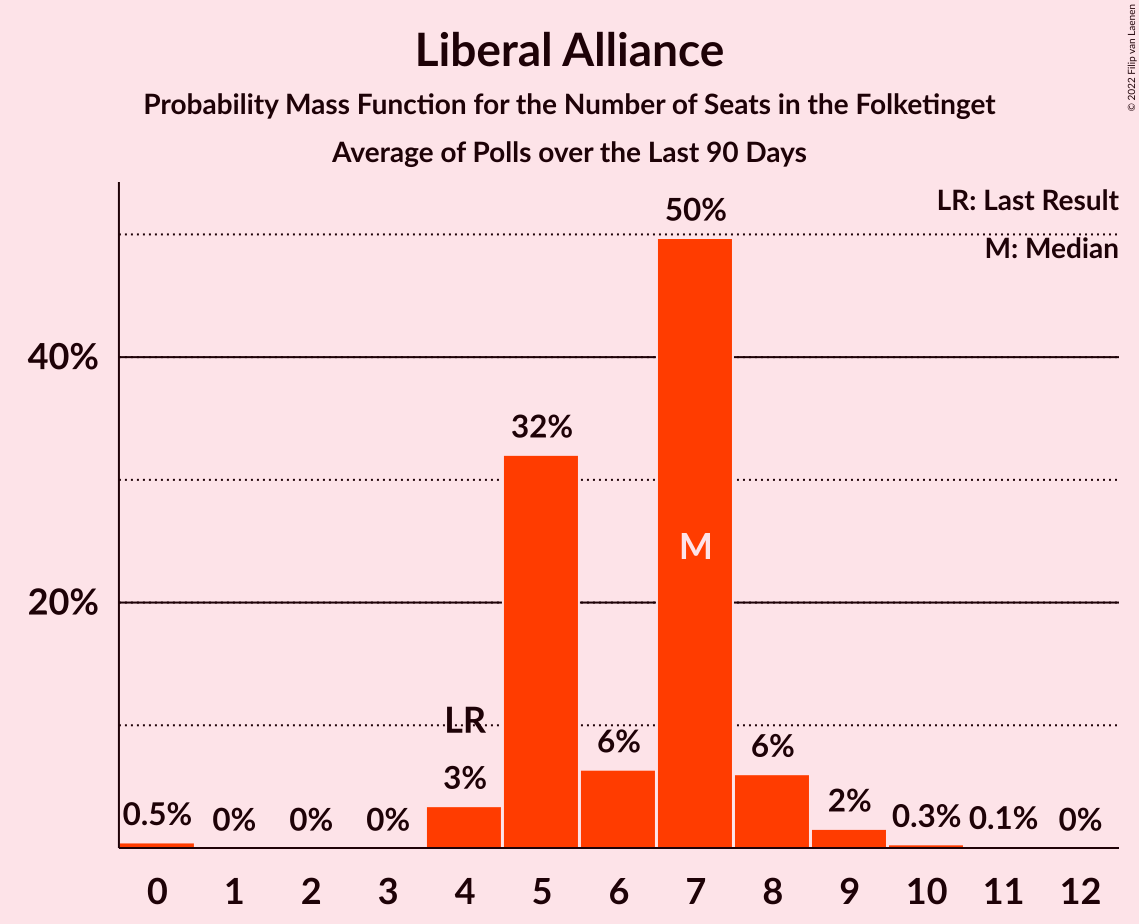 Liberal Alliance
Probability Mass Function for the Number of Seats in the Folketinget
Average of Polls over the Last 90 Days
© 2022 Filip van Laenen
LR: Last Result
M: Median
50%
40%
32%
M
20%
LR
0.5% 0% 0% 0% 3% 6% 6% 2% 0.3% 0.1% 0%
0 1 2 3 4 5 6 7 8 9 10 11 12